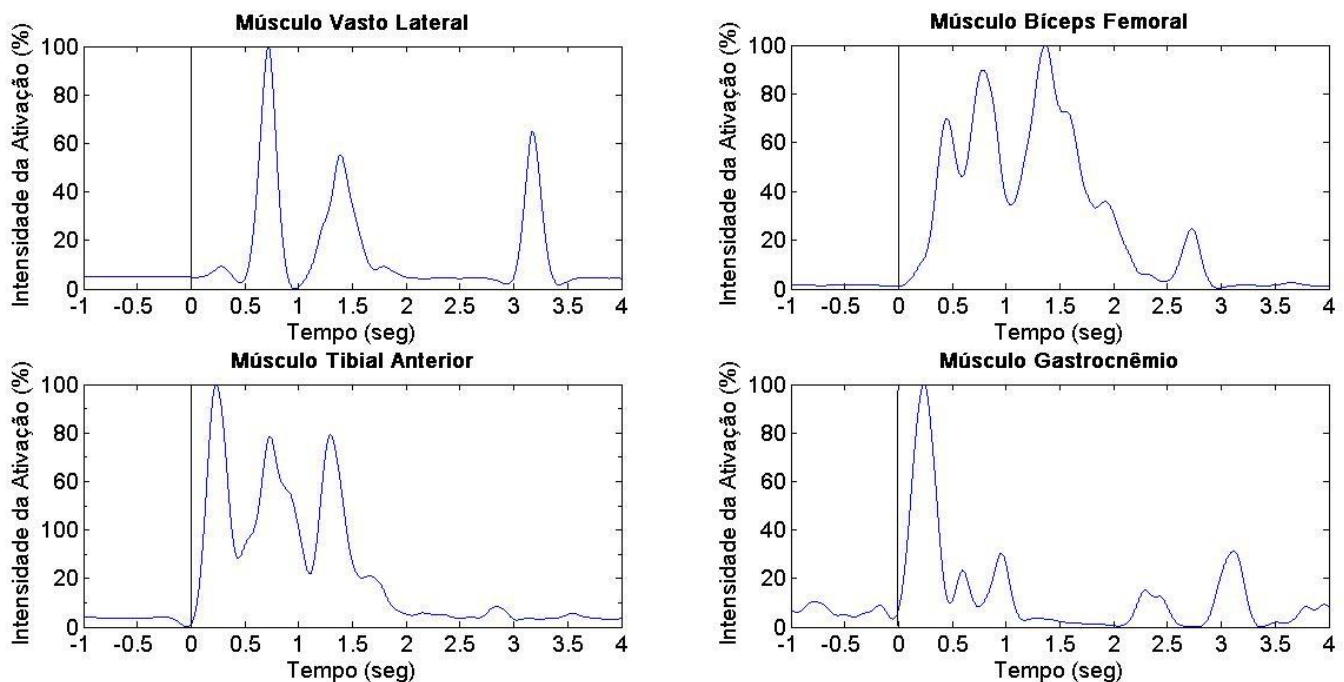 Músculo Vasto Lateral
Intensidade da Ativação (%)
100
80
60
40
20
0
-1 -0.5 0 0.5 1 1.5 2 2.5 3 3.5 4
Tempo (seg)
Músculo Bíceps Femoral
Intensidade da Ativação (%)
100
80
60
40
20
0
-1 -0.5 0 0.5 1 1.5 2 2.5 3 3.5 4
Tempo (seg)
Músculo Tibial Anterior
Intensidade da Ativação (%)
100
80
60
100
20
0
-1 -0.5 0 0.5 1 1.5 2 2.5 3 3.5 4
Tempo (seg)
Músculo Gastrocnêmio
Intensidade da Ativação (%)
100
80
60
40
20
0
-1 -0.5 0 0.5 1 1.5 2 2.5 3 3.5 4
Tempo (seg)